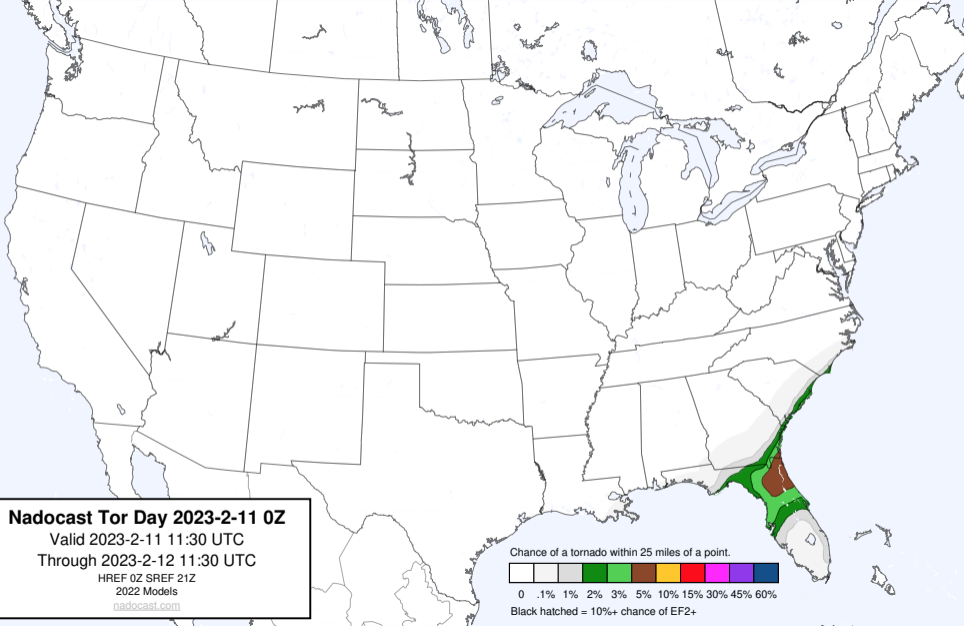 Nadocast Tor Day 2023-2-11 0Z
Valid 2023-2-11 11:30 UTC
Through 2023-2-12 11:30 UTC
HREF 0Z SREF 21Z
2022 Models
nadocast.com
Chance of a tornado within 25 miles of a point.
0 .1% 1% 2% 3% 5% 10% 15% 30% 45% 60%
Black hatched = 10%+ chance of EF2+